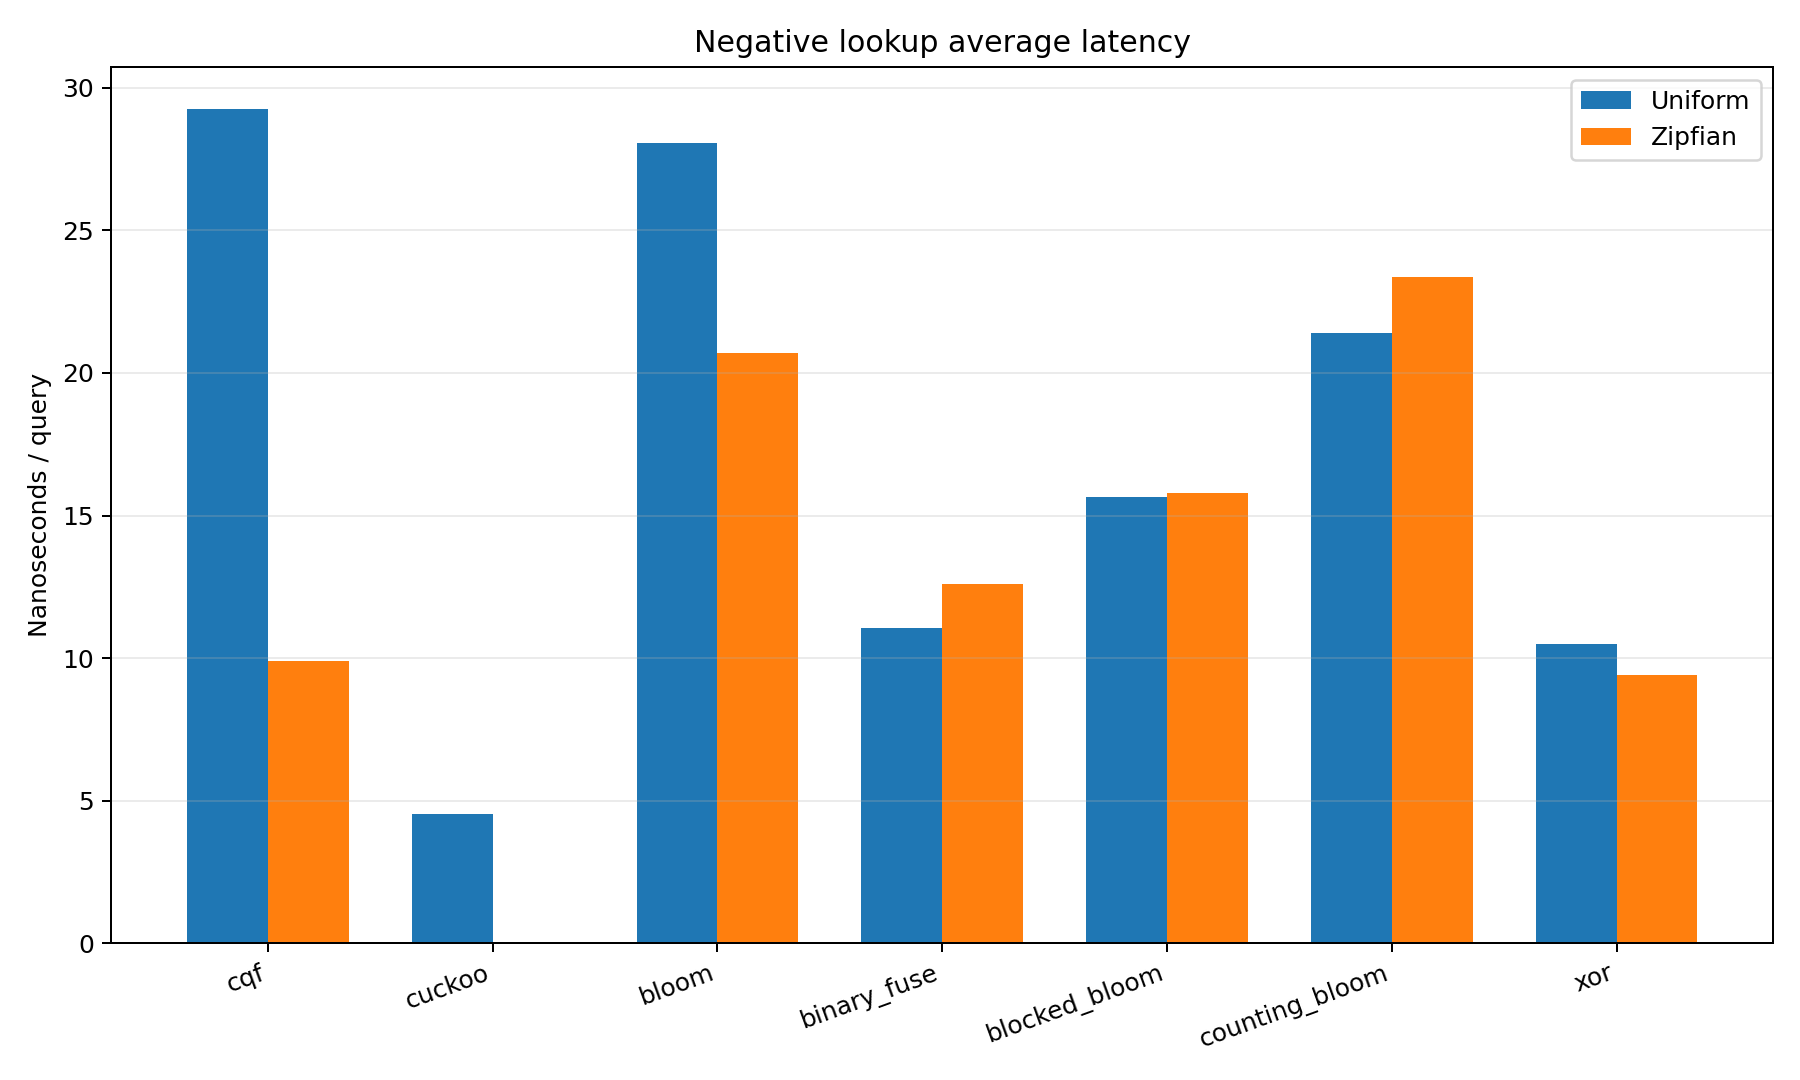 Negative lookup average latency
Uniform
Zipfian
Nanoseconds / query
30
25
20
15
10
5
0
cqf
cuckoo
bloom
binary_fuse
blocked_bloom
counting_bloom
xor